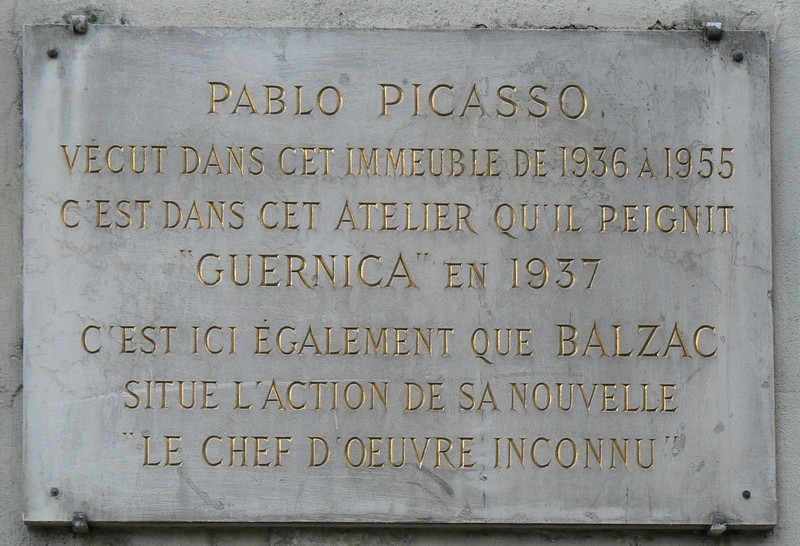 PABLO PICASSO
VÉCUT DANS CET IMMEUBLE DE 1936 À 1955
C'EST DANS CET ATELIER QU'IL PEIGNIT
"GUERNICA" EN 1937
C'EST ICI ÉGALEMENT QUE BALZAC
SITUE L'ACTION DE SA NOUVELLE
"LE CHEF D'OEUVRE INCONNU"